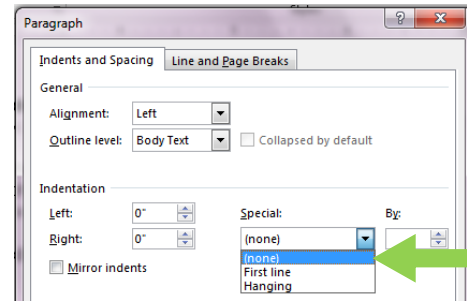 Paragraph
Indents and Spacing Line and Page Breaks
General
Alignment: Left
Outline level: Body Text Collapsed by default
Indentation
Left: 0" Special: By:
Right: 0" (none)
Mirror indents (none)
First line
Hanging